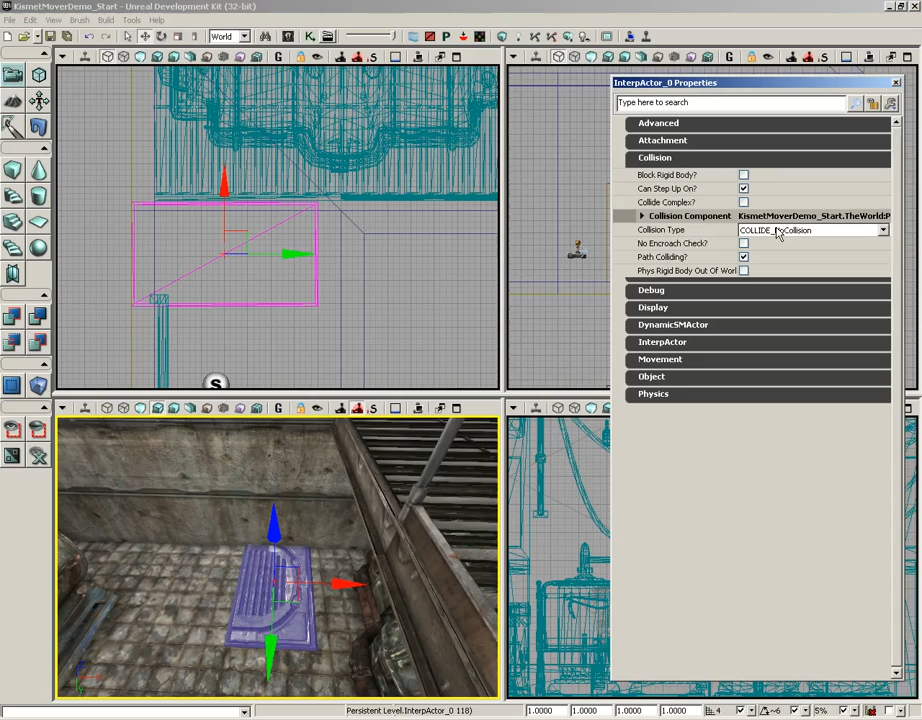 KismetMoverDemo_Start - Unreal Development Kit (32-bit)
File Edit View Brush Build Tools Help
World
G P S
InterpActor_0 Properties
Type here to search
Advanced
Attachment
Collision
Block Rigid Body?
Can Step Up On?
Collide Complex?
Collision Component KismetMoverDemo_Start.TheWorld:P
Collision Type COLLIDE_NoCollision
No Encroach Check?
Path Colliding?
Phys Rigid Body Out Of Worl
Debug
Display
DynamicSMActor
InterpActor
Movement
Object
Physics
S
G P S
Persistent Level.InterpActor_0 118) 1.0000 1.0000 1.0000 1.0000 4 6 5%